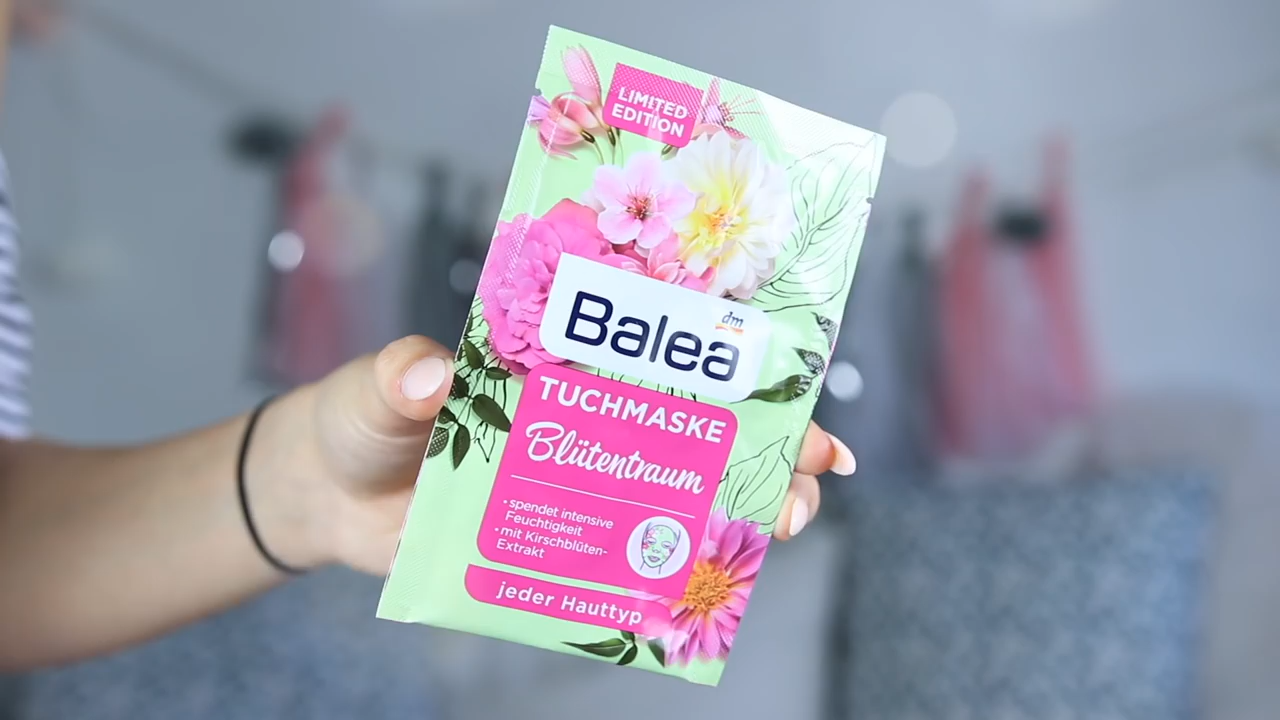 LIMITED
EDITION
dm
Balea
TUCHMASKE
Blütentraum
• spendet intensive
Feuchtigkeit
• mit Kirschblüten-
Extrakt
jeder Hauttyp